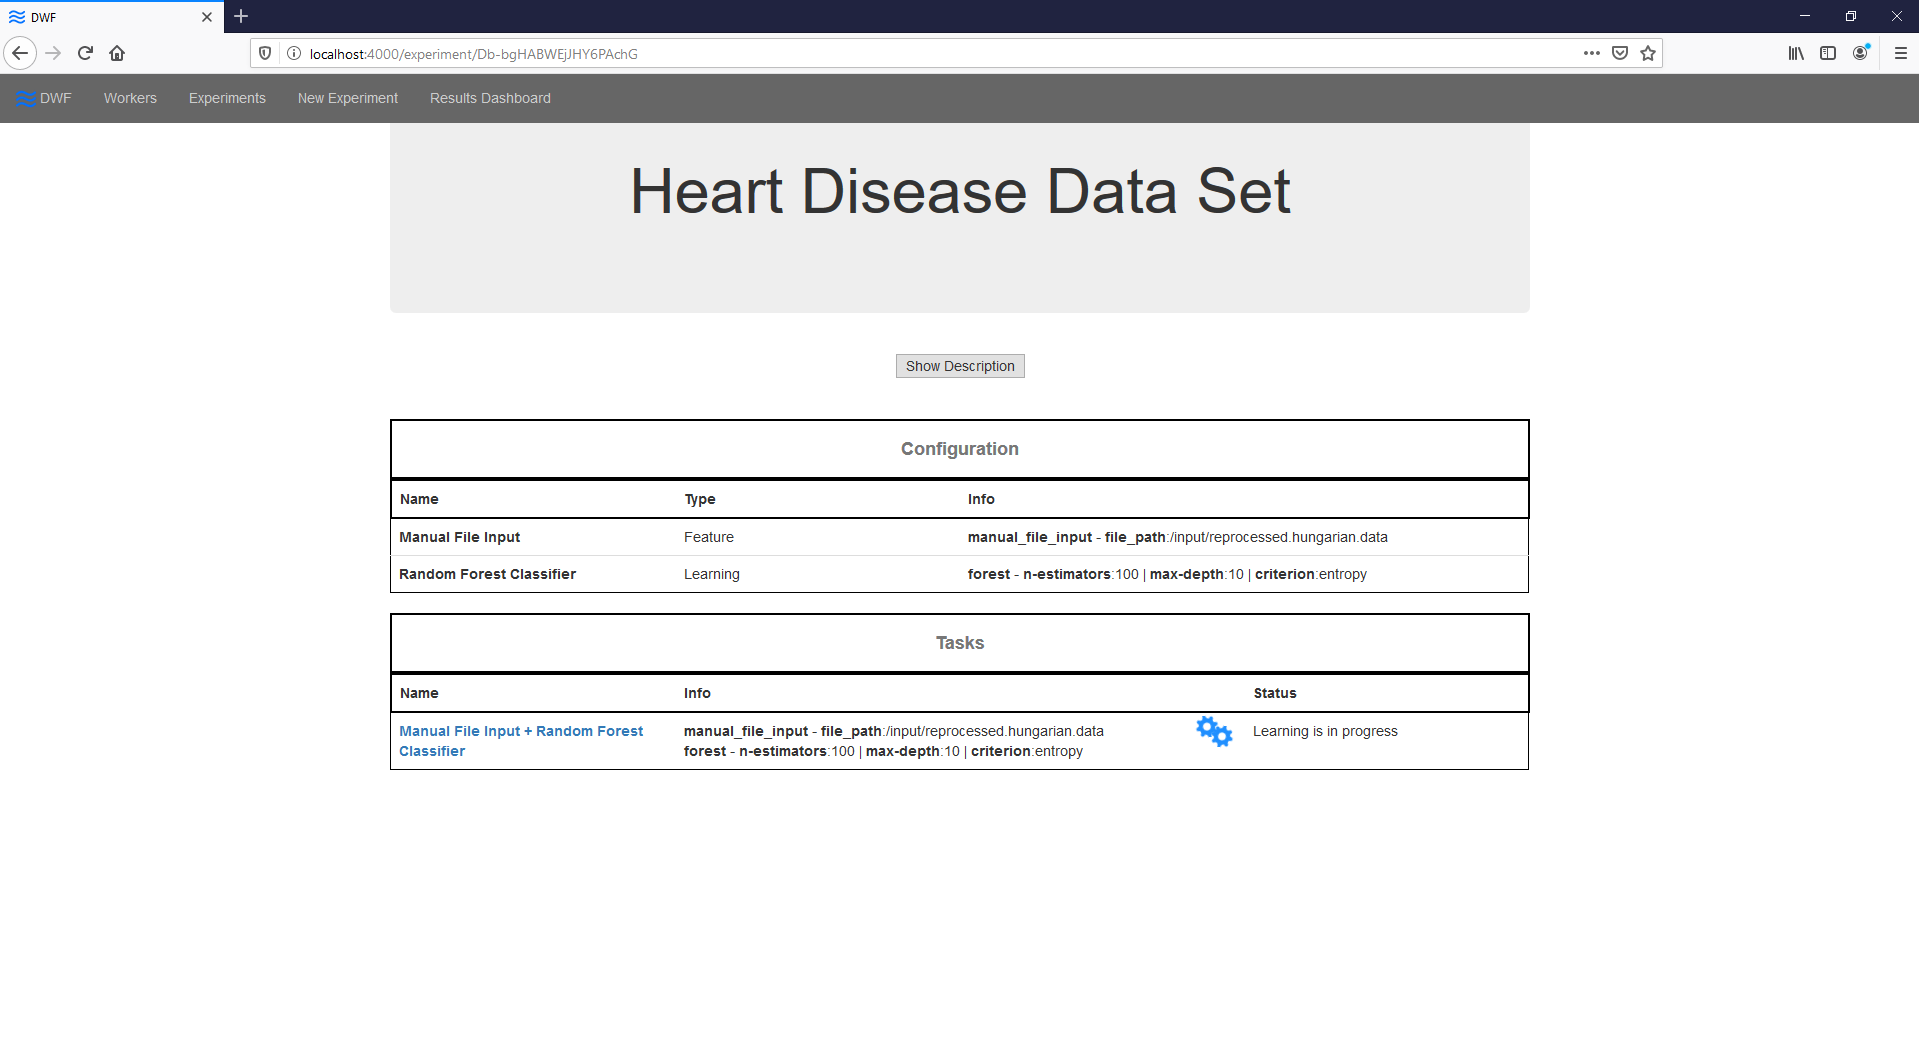 DWF
localhost:4000/experiment/Db-bgHABWEjJHY6PAchG
DWF Workers Experiments New Experiment Results Dashboard
Heart Disease Data Set
Show Description
Configuration
Name Type Info
Manual File Input Feature manual_file_input - file_path:/input/reprocessed.hungarian.data
Random Forest Classifier Learning forest - n-estimators:100 | max-depth:10 | criterion:entropy
Tasks
Name Info Status
Manual File Input + Random Forest manual_file_input - file_path:/input/reprocessed.hungarian.data Learning is in progress
Classifier forest - n-estimators:100 | max-depth:10 | criterion:entropy